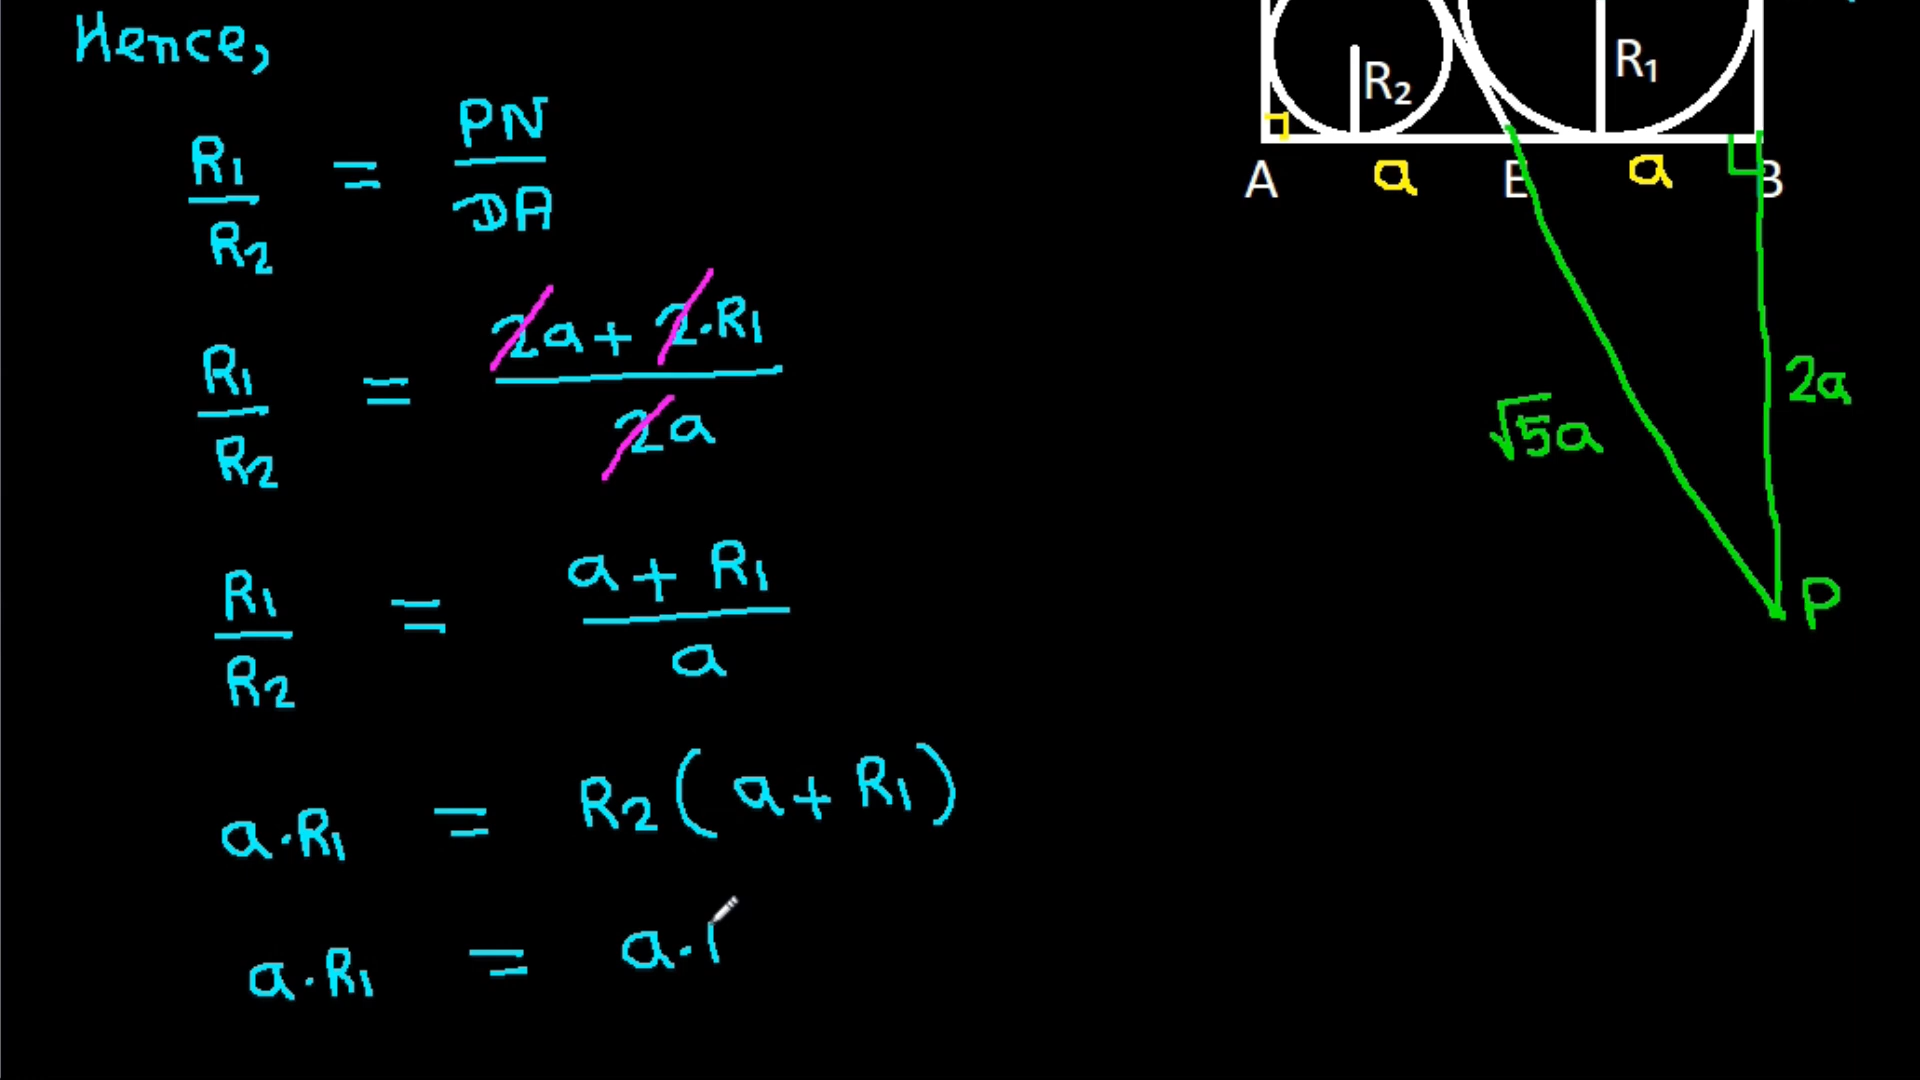 Hence,
R₁/R₂ = PN/DA
R₁/R₂ = 2a + 2·R₁/2a
R₁/R₂ = a + R₁/a
a·R₁ = R₂(a + R₁)
a·R₁ = a·
R₂ R₁
A a E a B
2a
√5a
P